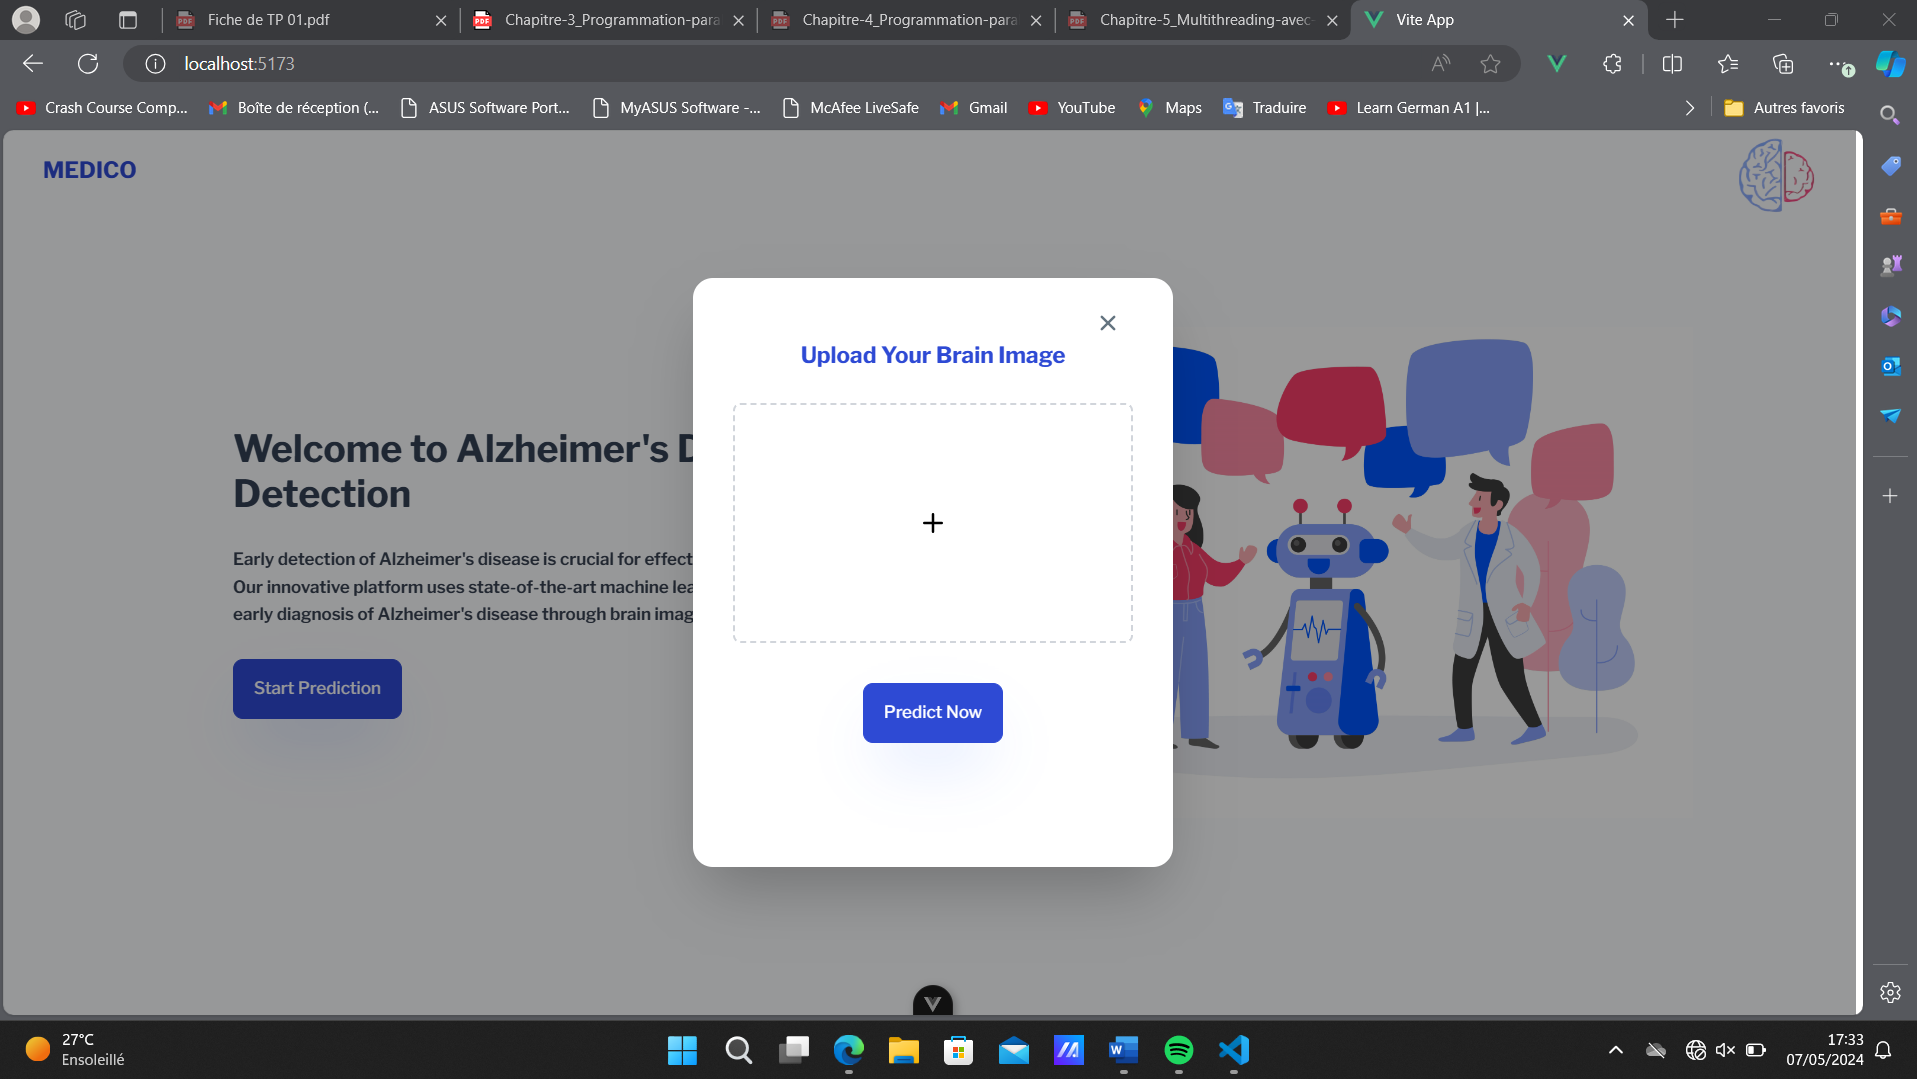 Fiche de TP 01.pdf
Chapitre-3_Programmation-para
Chapitre-4_Programmation-para
Chapitre-5_Multithreading-avec-
Vite App
localhost:5173
Crash Course Comp...
Boîte de réception (...
ASUS Software Port...
MyASUS Software -...
McAfee LiveSafe
Gmail
YouTube
Maps
Traduire
Learn German A1 |...
Autres favoris
MEDICO
Upload Your Brain Image
Welcome to Alzheimer's D
Detection
Early detection of Alzheimer's disease is crucial for effect
Our innovative platform uses state-of-the-art machine lea
early diagnosis of Alzheimer's disease through brain imag
Start Prediction
Predict Now
27°C
Ensoleillé
17:33
07/05/2024